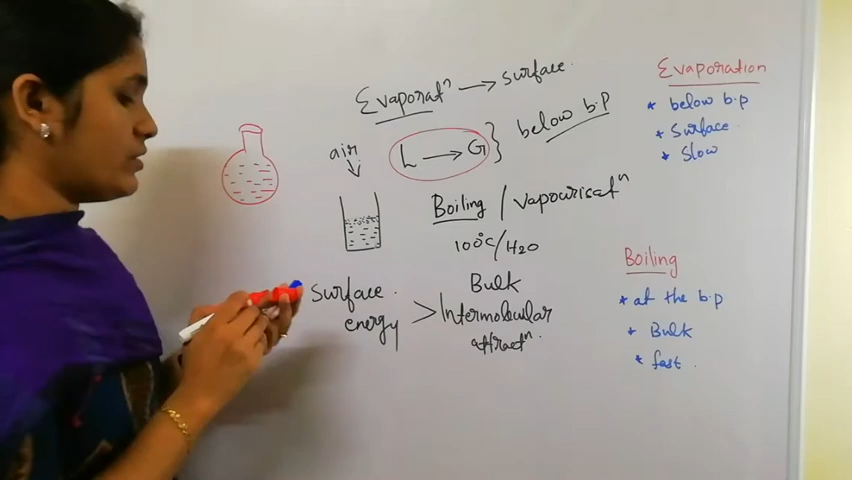 Evaporatⁿ → surface.
air
L → G } below b.p
Boiling / vapourisatⁿ
100°C/H₂O
Bulk
surface. energy > Intermolecular attractⁿ.
Evaporation
* below b.p
* surface
* slow
Boiling
* at the b.p
* Bulk
* fast.